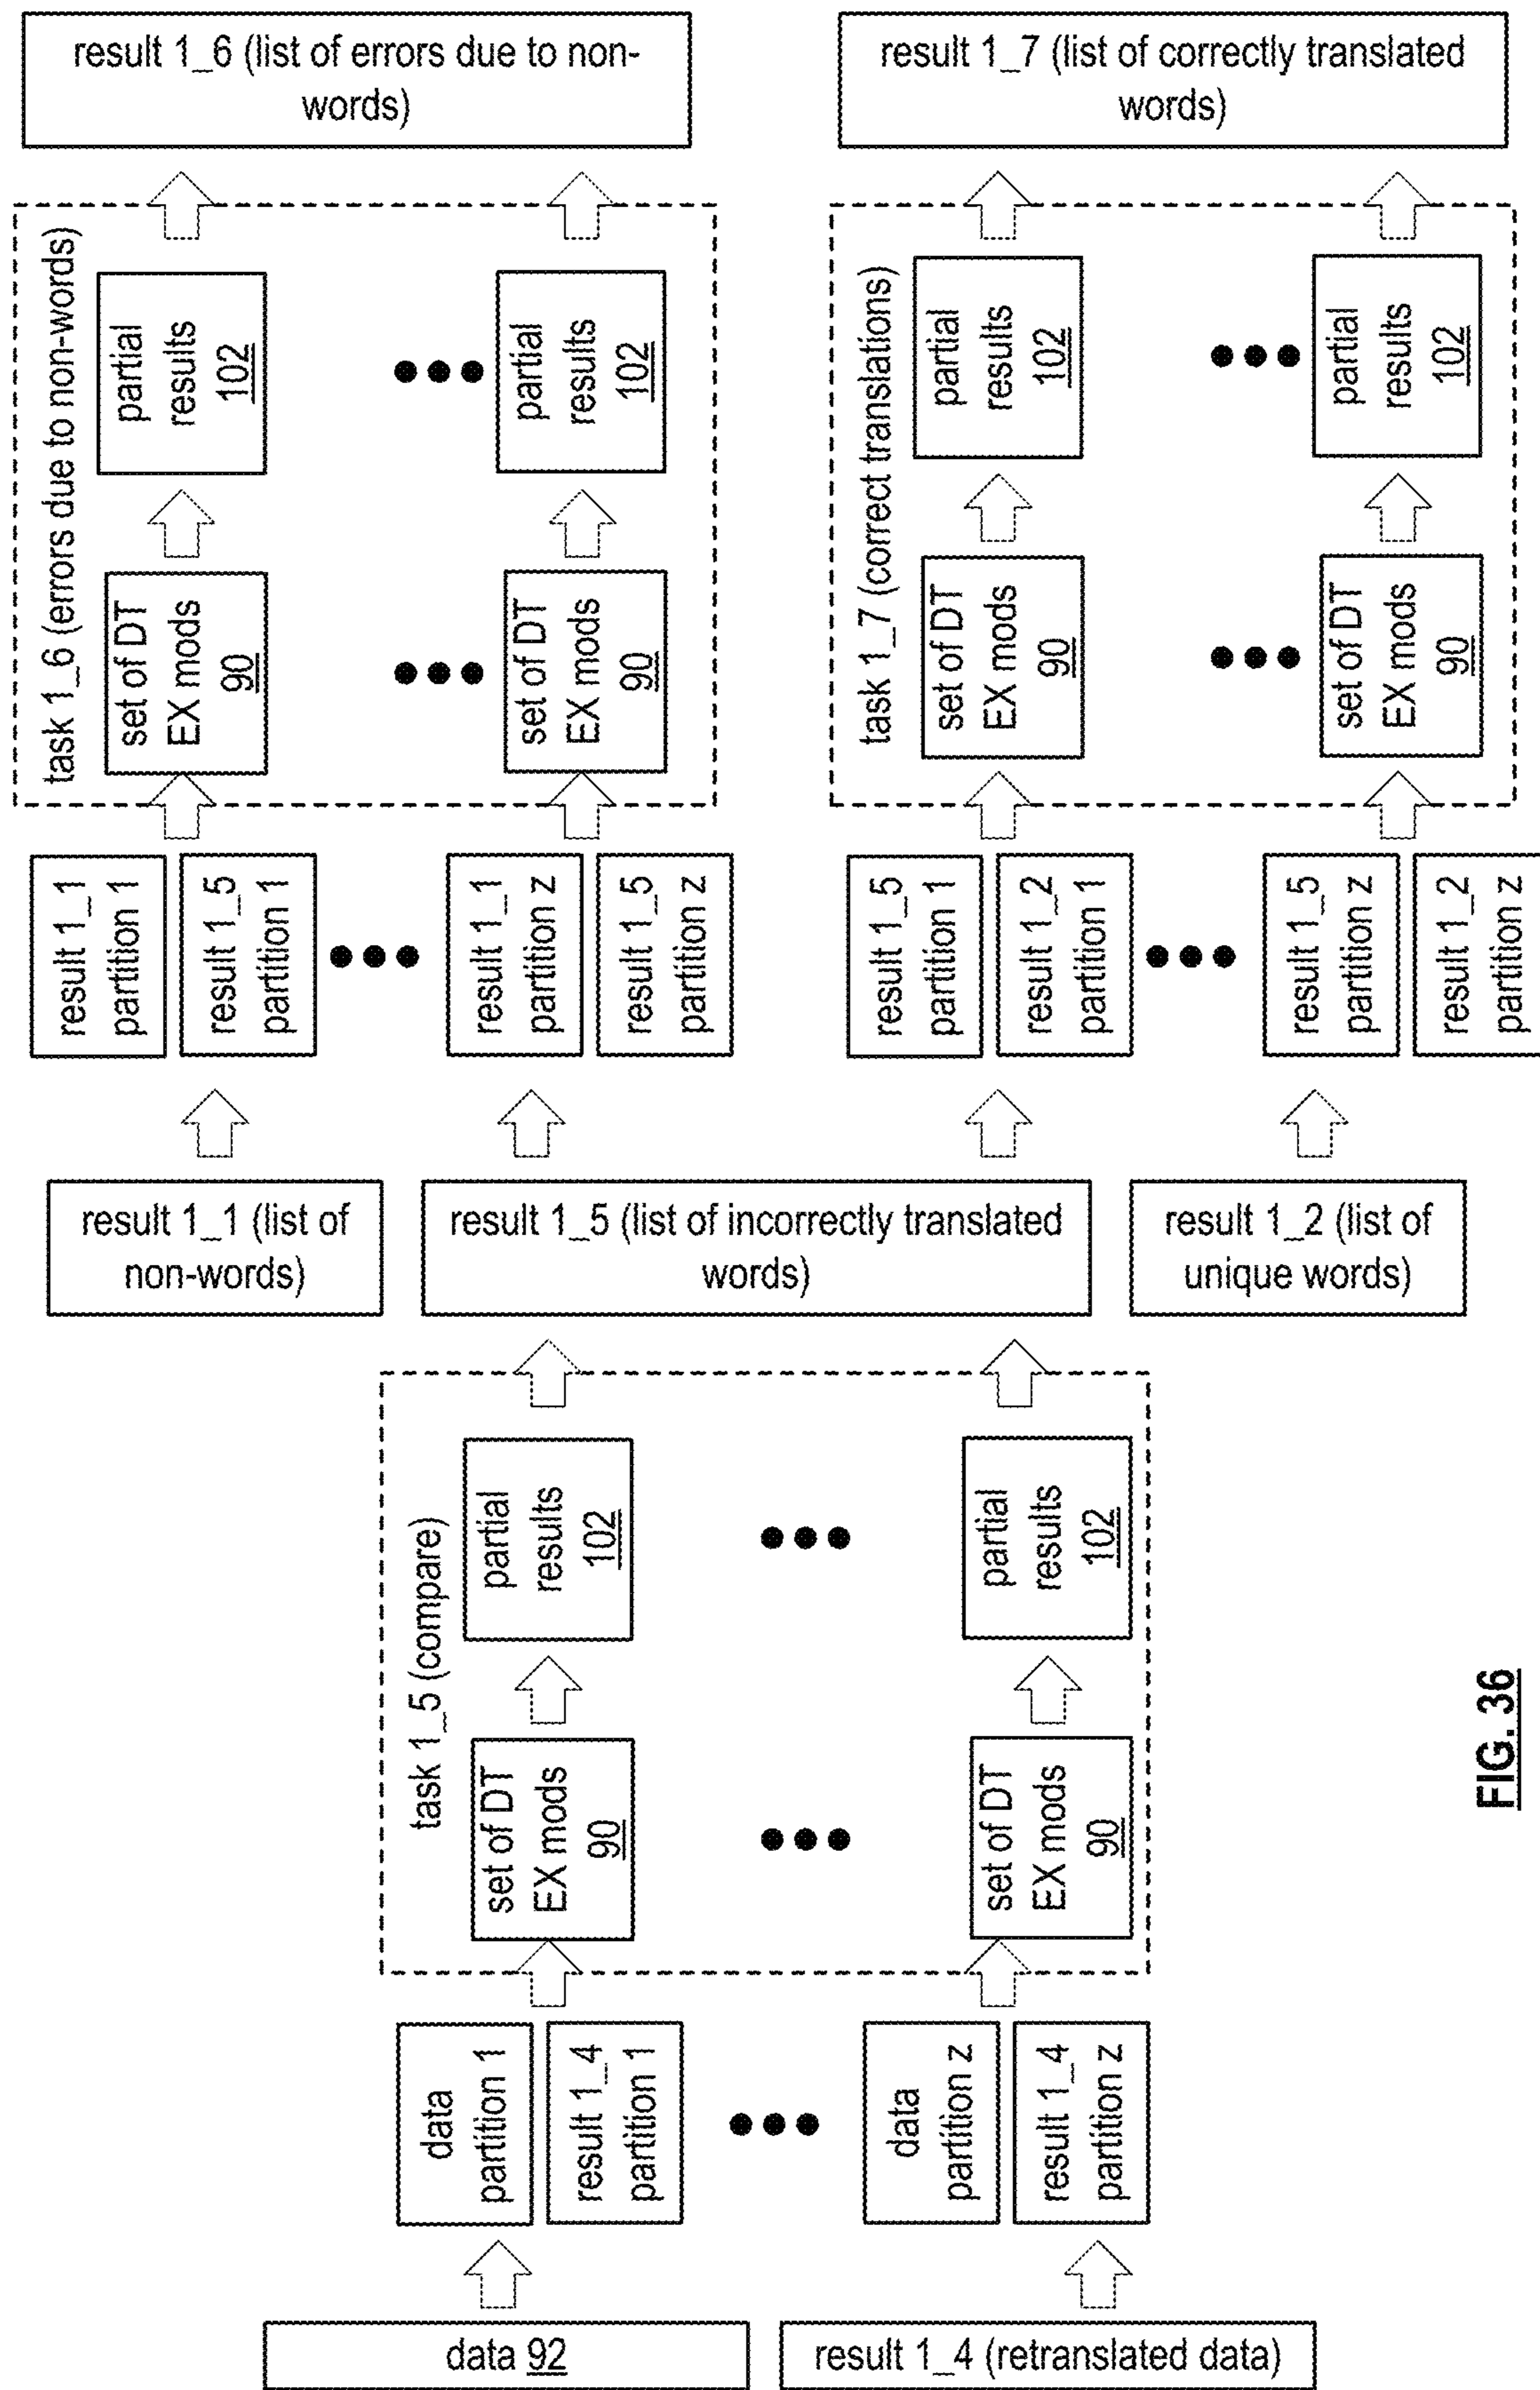 data 92
result 1_4 (retranslated data)
data
partition 1
result 1_4
partition 1
data
partition z
result 1_4
partition z
task 1_5 (compare)
set of DT
EX mods
90
partial
results
102
set of DT
EX mods
90
partial
results
102
result 1_1 (list of
non-words)
result 1_5 (list of incorrectly translated
words)
result 1_2 (list of
unique words)
result 1_1
partition 1
result 1_5
partition 1
result 1_1
partition z
result 1_5
partition z
result 1_5
partition 1
result 1_2
partition 1
result 1_5
partition z
result 1_2
partition z
task 1_6 (errors due to non-words)
set of DT
EX mods
90
partial
results
102
set of DT
EX mods
90
partial
results
102
task 1_7 (correct translations)
set of DT
EX mods
90
partial
results
102
set of DT
EX mods
90
partial
results
102
result 1_6 (list of errors due to non-
words)
result 1_7 (list of correctly translated
words)
FIG. 36